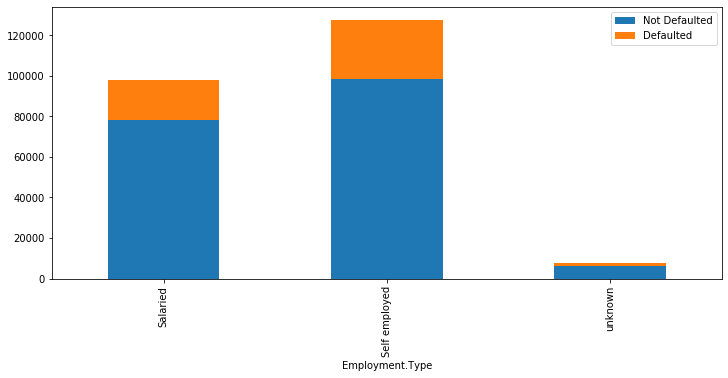 120000
100000
80000
60000
40000
20000
0
Not Defaulted
Defaulted
Salaried
Self employed
unknown
Employment.Type